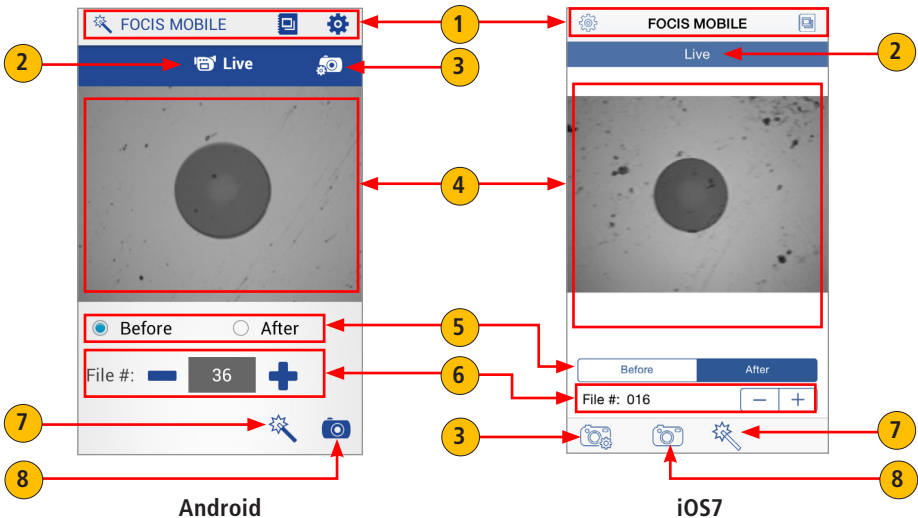 FOCIS MOBILE
1
FOCIS MOBILE
2
Live
3
Live
2
4
Before
After
5
Before
After
File #:
36
6
File #: 016
7
3
7
8
8
Android
iOS7